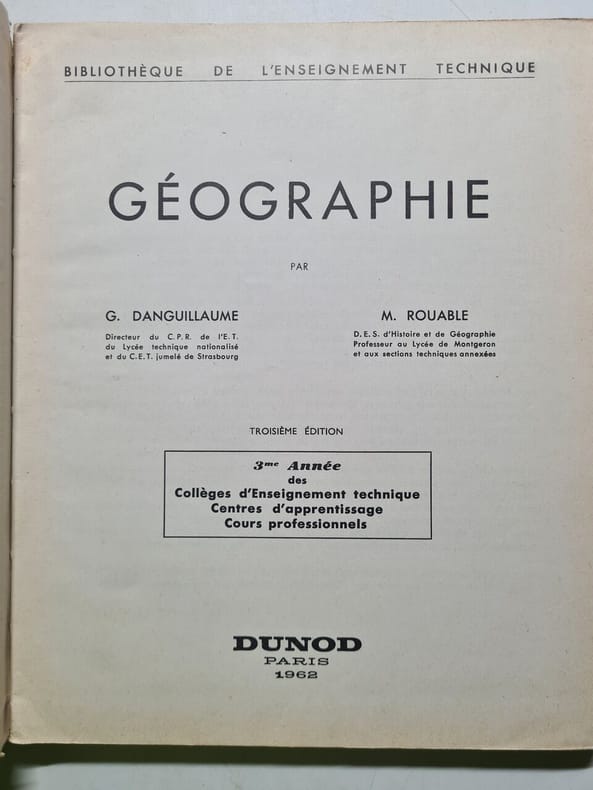 BIBLIOTHÈQUE DE L'ENSEIGNEMENT TECHNIQUE
GÉOGRAPHIE
PAR
G. DANGUILLAUME
Directeur du C.P.R. de l'E.T.
du Lycée technique nationalisé
et du C.E.T. jumelé de Strasbourg
M. ROUABLE
D.E.S. d'Histoire et de Géographie
Professeur au Lycée de Montgeron
et aux sections techniques annexées
TROISIÈME ÉDITION
3me Année
des
Collèges d'Enseignement technique
Centres d'apprentissage
Cours professionnels
DUNOD
PARIS
1962